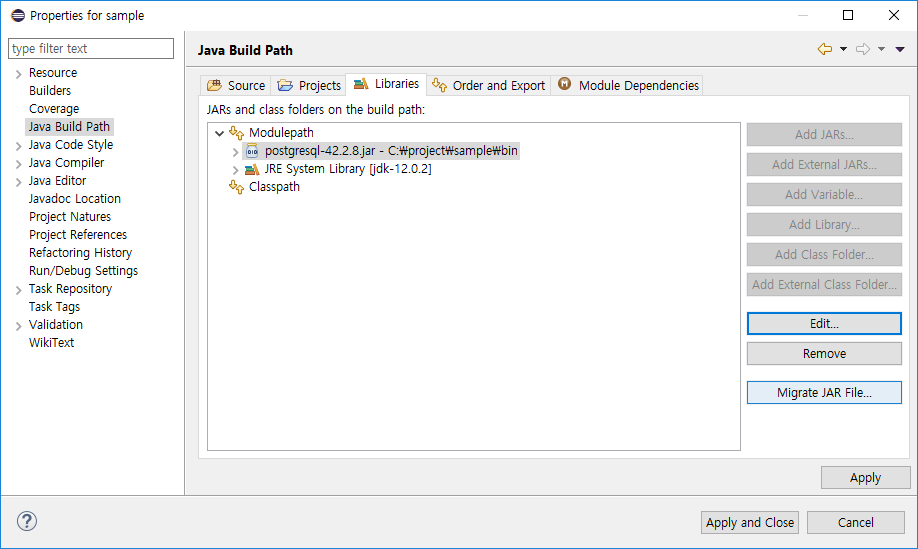 Properties for sample
type filter text
Resource
Builders
Coverage
Java Build Path
Java Code Style
Java Compiler
Java Editor
Javadoc Location
Project Natures
Project References
Refactoring History
Run/Debug Settings
Task Repository
Task Tags
Validation
WikiText
Java Build Path
Source Projects Libraries Order and Export M Module Dependencies
JARs and class folders on the build path:
Modulepath
010 postgresql-42.2.8.jar - C:₩project₩sample₩bin
JRE System Library [jdk-12.0.2]
Classpath
Add JARs...
Add External JARs...
Add Variable...
Add Library...
Add Class Folder...
Add External Class Folder...
Edit...
Remove
Migrate JAR File...
Apply
? Apply and Close Cancel